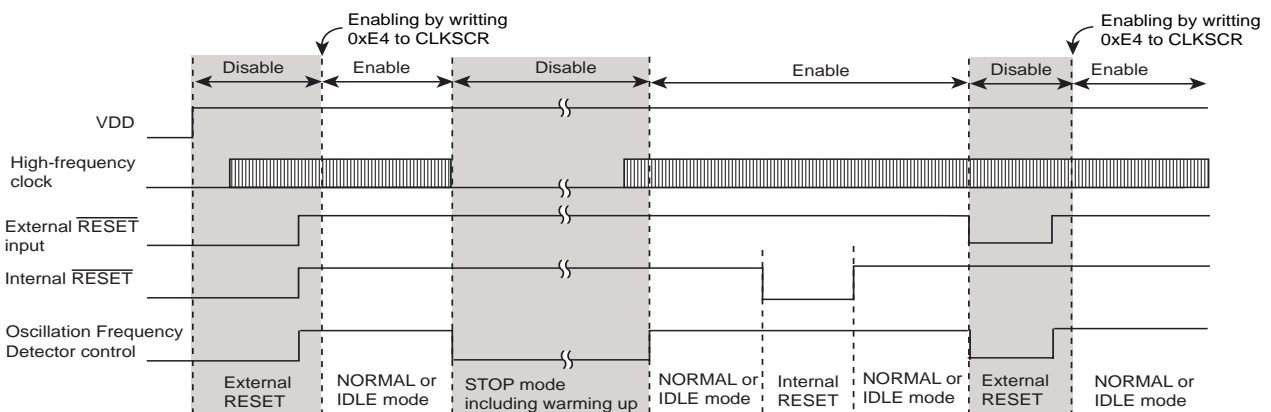 Enabling by writting
0xE4 to CLKSCR
Enabling by writting
0xE4 to CLKSCR
Disable
Enable
Disable
Enable
Disable
Enable
VDD
High-frequency
clock
External RESET
input
Internal RESET
Oscillation Frequency
Detector control
External
RESET
NORMAL or
IDLE mode
STOP mode
including warming up
NORMAL or
IDLE mode
Internal
RESET
NORMAL or
IDLE mode
External
RESET
NORMAL or
IDLE mode